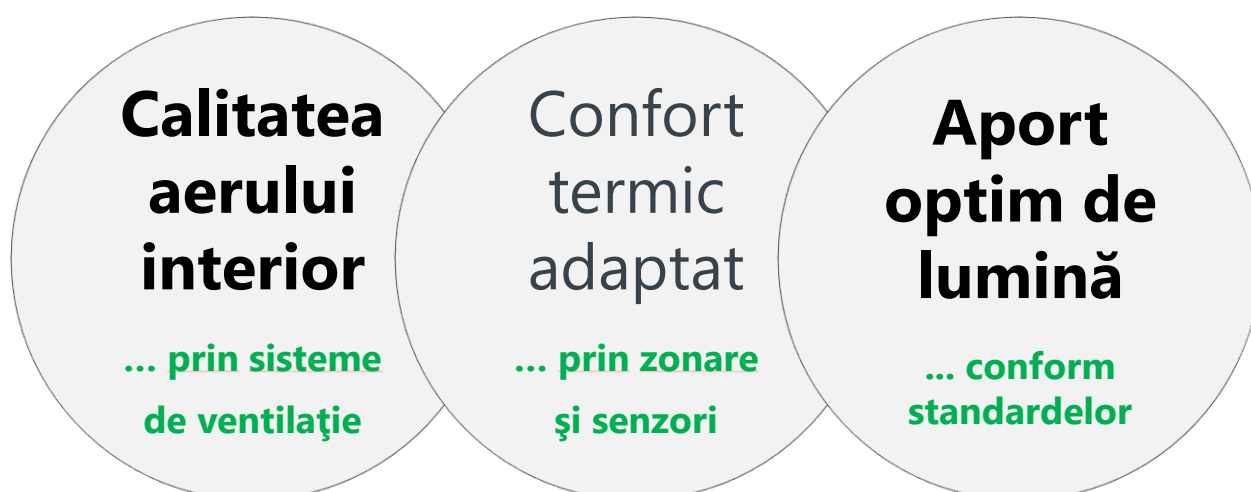 Calitatea
aerului
interior
... prin sisteme
de ventilaţie
Confort
termic
adaptat
... prin zonare
şi senzori
Aport
optim de
lumină
... conform
standardelor